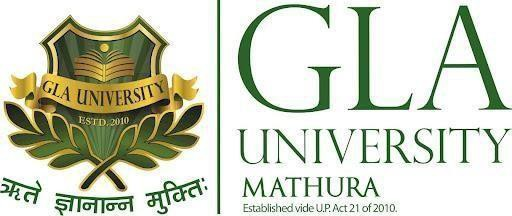 GLA UNIVERSITY
ESTD. 2010
ऋते ज्ञानान्न मुक्तिः
GLA
UNIVERSITY
MATHURA
Established vide U.P. Act 21 of 2010.